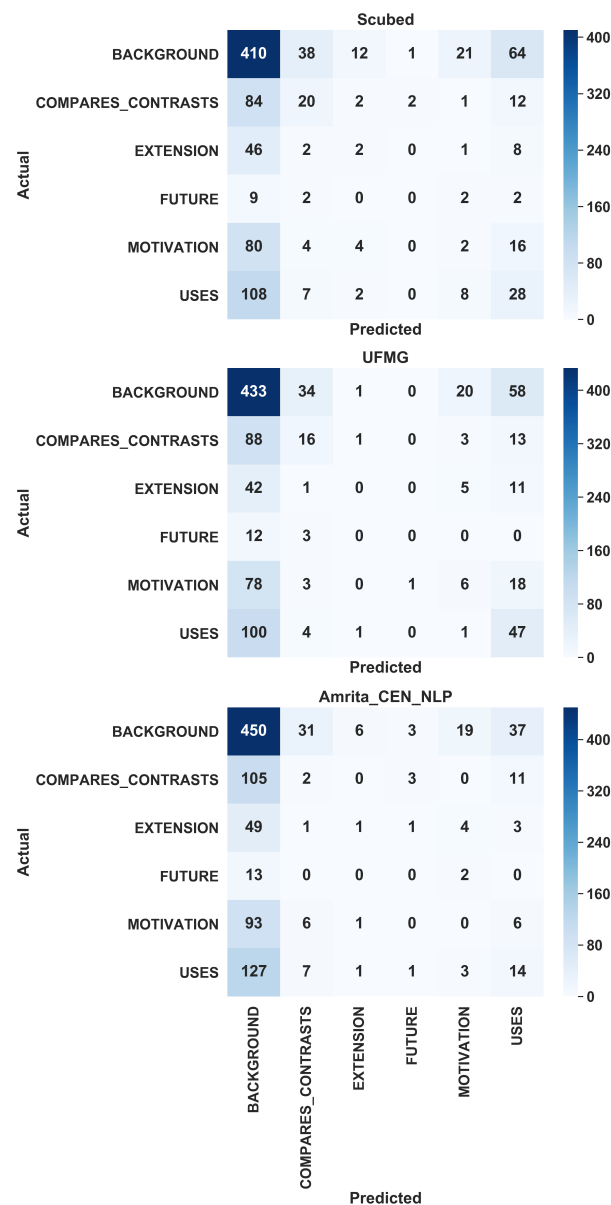 Scubed
Actual
BACKGROUND 410 38 12 1 21 64
COMPARES_CONTRASTS 84 20 2 2 1 12
EXTENSION 46 2 2 0 1 8
FUTURE 9 2 0 0 2 2
MOTIVATION 80 4 4 0 2 16
USES 108 7 2 0 8 28
Predicted
400
320
240
160
80
0
UFMG
Actual
BACKGROUND 433 34 1 0 20 58
COMPARES_CONTRASTS 88 16 1 0 3 13
EXTENSION 42 1 0 0 5 11
FUTURE 12 3 0 0 0 0
MOTIVATION 78 3 0 1 6 18
USES 100 4 1 0 1 47
Predicted
400
320
240
160
80
0
Amrita_CEN_NLP
Actual
BACKGROUND 450 31 6 3 19 37
COMPARES_CONTRASTS 105 2 0 3 0 11
EXTENSION 49 1 1 1 4 3
FUTURE 13 0 0 0 2 0
MOTIVATION 93 6 1 0 0 6
USES 127 7 1 1 3 14
400
320
240
160
80
0
BACKGROUND
COMPARES_CONTRASTS
EXTENSION
FUTURE
MOTIVATION
USES
Predicted